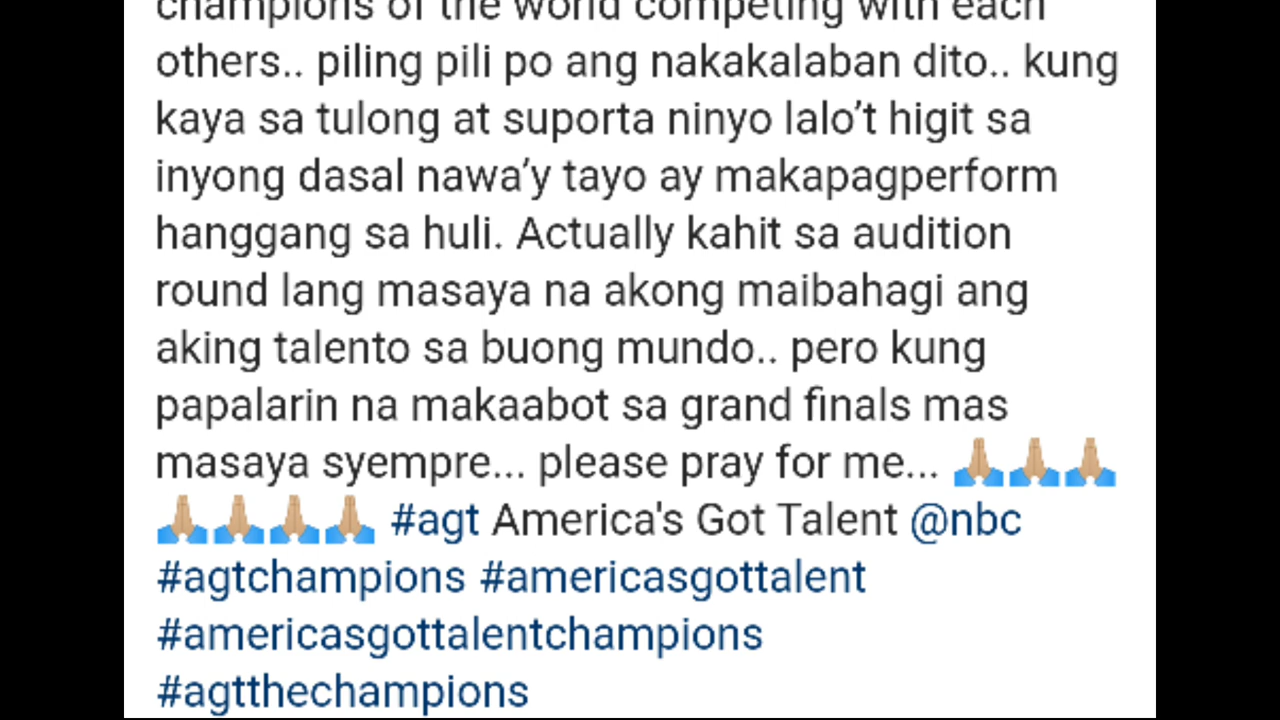 champions of the world competing with each
others.. piling pili po ang nakakalaban dito.. kung
kaya sa tulong at suporta ninyo lalo’t higit sa
inyong dasal nawa’y tayo ay makapagperform
hanggang sa huli. Actually kahit sa audition
round lang masaya na akong maibahagi ang
aking talento sa buong mundo.. pero kung
papalarin na makaabot sa grand finals mas
masaya syempre... please pray for me... 🙏🏼🙏🏼🙏🏼
🙏🏼🙏🏼🙏🏼🙏🏼 #agt America's Got Talent @nbc
#agtchampions #americasgottalent
#americasgottalentchampions
#agtthechampions